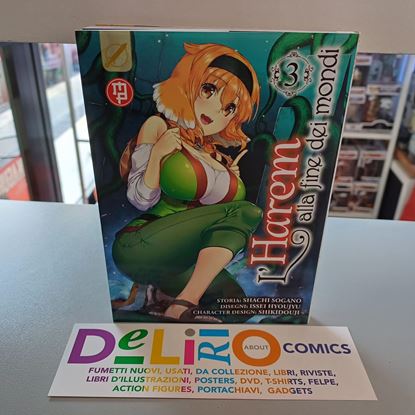 3
L'Harem
alla fine dei mondi
STORIA: SHACHI SOGANO
DISEGNI: ISSEI HYOUJYU
CHARACTER DESIGN: SHIKIDOUJI
DeLiRiO ABOUT COMICS
FUMETTI NUOVI, USATI, DA COLLEZIONE, LIBRI, RIVISTE,
LIBRI D'ILLUSTRAZIONI, POSTERS, DVD, T-SHIRTS, FELPE,
ACTION FIGURES, PORTACHIAVI, GADGETS